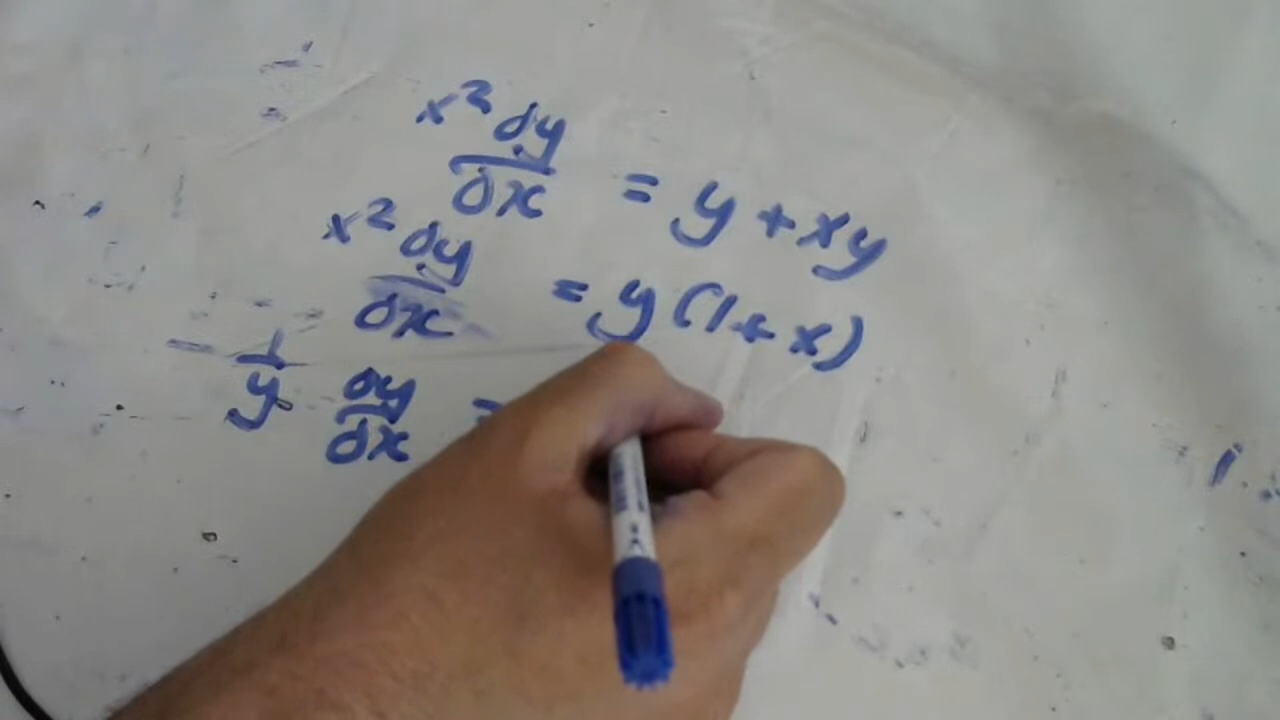 x² dy/dx = y + xy
x² dy/dx = y(1 + x)
1/y dy/dx =